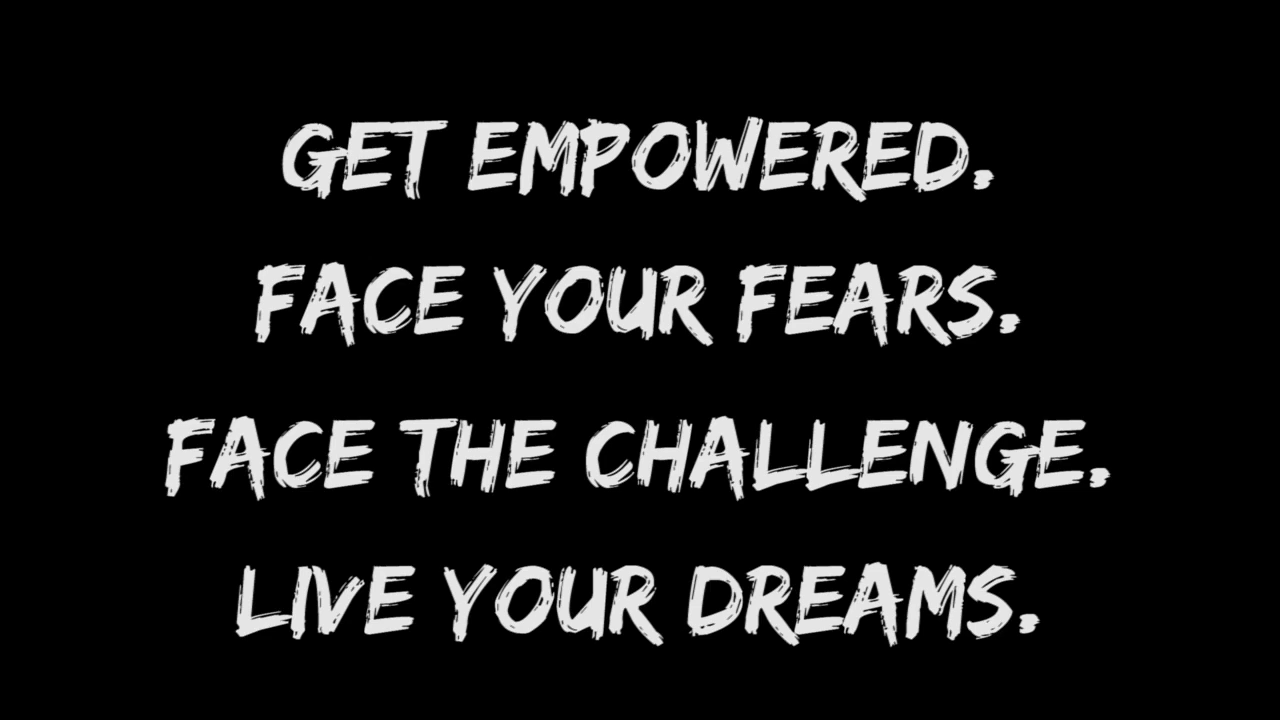 GET EMPOWERED.
FACE YOUR FEARS.
FACE THE CHALLENGE.
LIVE YOUR DREAMS.